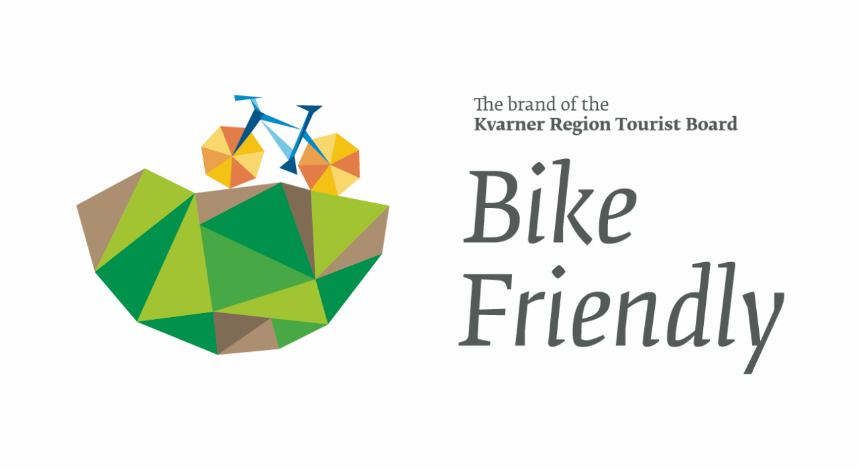 The brand of the
Kvarner Region Tourist Board
Bike
Friendly